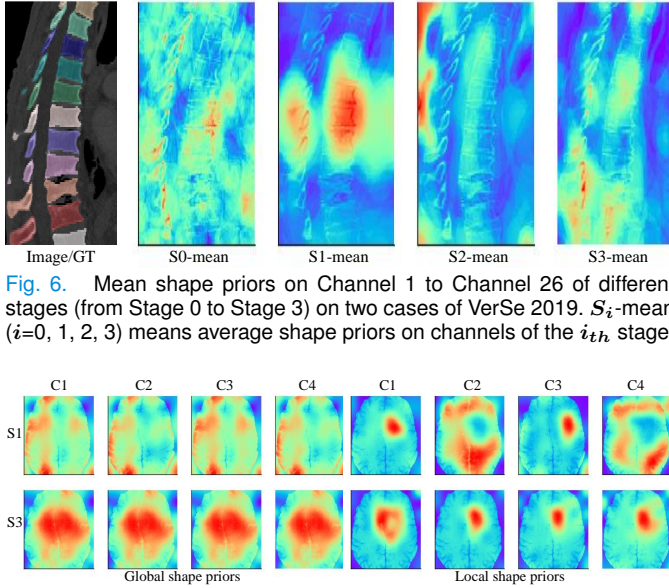 Image/GT S0-mean S1-mean S2-mean S3-mean
Fig. 6. Mean shape priors on Channel 1 to Channel 26 of differen
stages (from Stage 0 to Stage 3) on two cases of VerSe 2019. Si-mean
(i=0, 1, 2, 3) means average shape priors on channels of the ith stage
C1 C2 C3 C4 C1 C2 C3 C4
S1
S3
Global shape priors Local shape priors